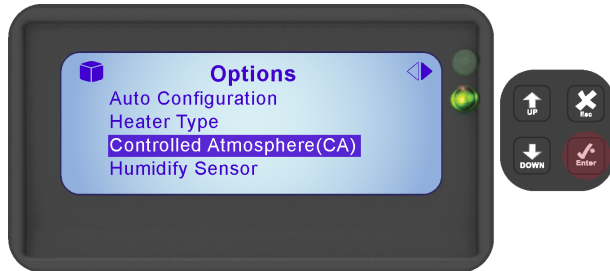 Options
Auto Configuration
Heater Type
Controlled Atmosphere(CA)
Humidify Sensor
UP
Esc
DOWN
Enter